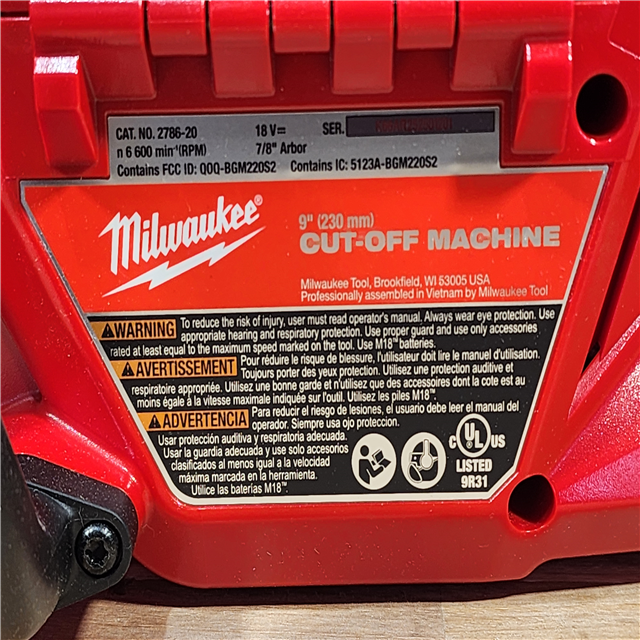 CAT. NO. 2786-20 18 V⎓ SER.
n 6 600 min⁻¹(RPM) 7/8" Arbor
Contains FCC ID: QOQ-BGM220S2 Contains IC: 5123A-BGM220S2
Milwaukee®
9" (230 mm)
CUT-OFF MACHINE
Milwaukee Tool, Brookfield, WI 53005 USA
Professionally assembled in Vietnam by Milwaukee Tool
WARNING To reduce the risk of injury, user must read operator's manual. Always wear eye protection. Use
appropriate hearing and respiratory protection. Use proper guard and use only accessories
rated at least equal to the maximum speed marked on the tool. Use M18™ batteries.
AVERTISSEMENT Pour réduire le risque de blessure, l'utilisateur doit lire le manuel d'utilisation.
Toujours porter des yeux protection. Utilisez une protection auditive et
respiratoire appropriée. Utilisez une bonne garde et n'utilisez que des accessoires dont la cote est au
moins égale à la vitesse maximale indiquée sur l'outil. Utilisez les piles M18™.
ADVERTENCIA Para reducir el riesgo de lesiones, el usuario debe leer el manual del
operador. Siempre usa ojo proteccion.
Usar protección auditiva y respiratoria adecuada.
Usar la guarda adecuada y use solo accesorios
clasificados al menos igual a la velocidad
máxima marcada en la herramienta.
Utilice las baterías M18™
C UL US
LISTED
9R31